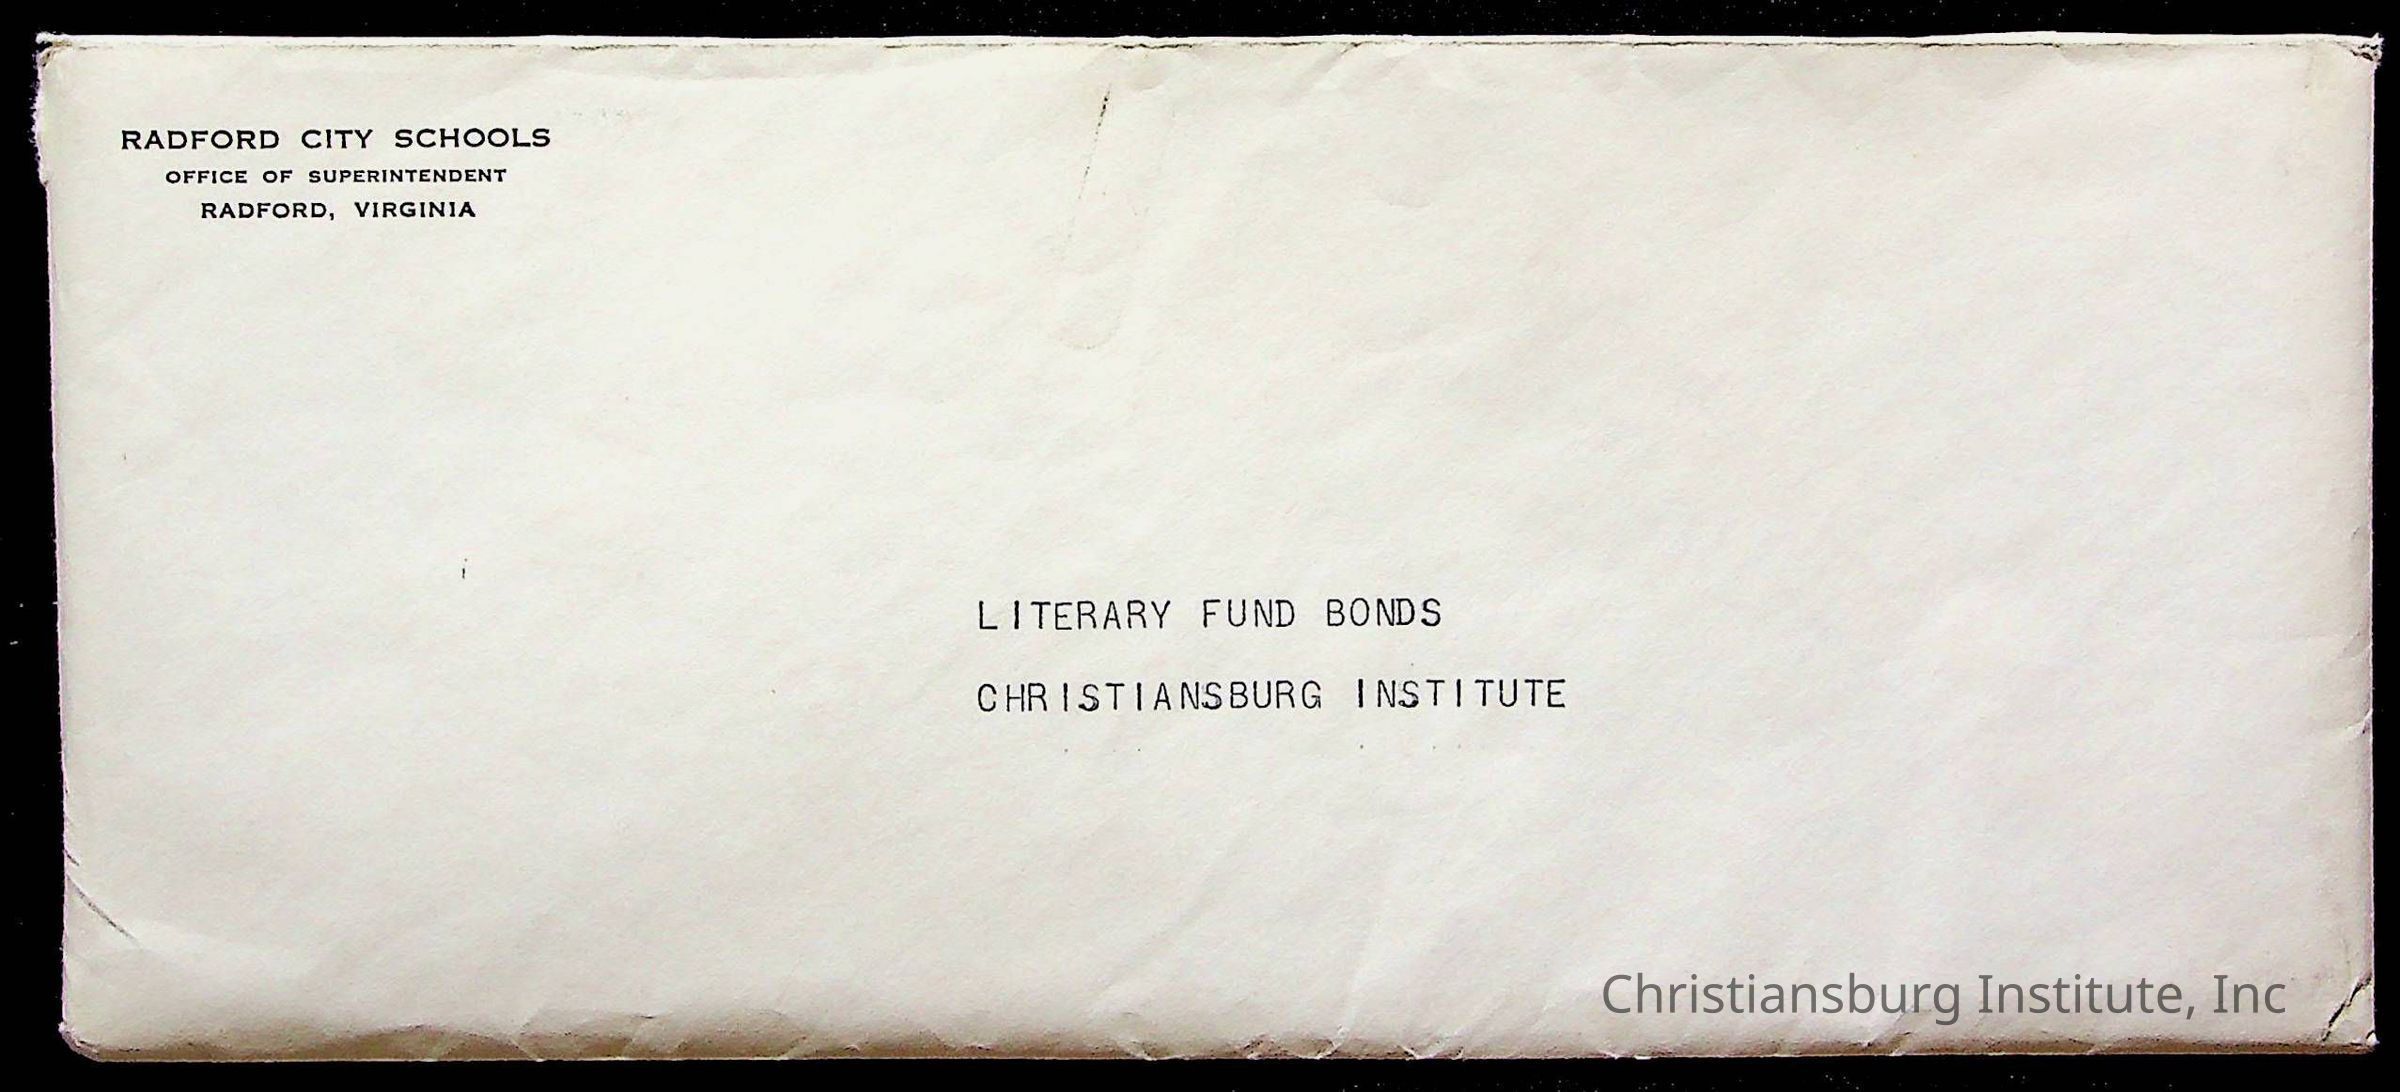 RADFORD CITY SCHOOLS
OFFICE OF SUPERINTENDENT
RADFORD, VIRGINIA
LITERARY FUND BONDS
CHRISTIANSBURG INSTITUTE
Christiansburg Institute, Inc